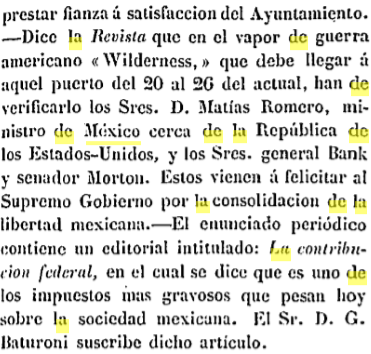 prestar fianza á satisfaccion del Ayuntamiento.
—Dice la Revista que en el vapor de guerra
americano «Wilderness,» que debe llegar á
aquel puerto del 20 al 26 del actual, han de
verificarlo los Sres. D. Matías Romero, mi-
nistro de México cerca de la República de
los Estados-Unidos, y los Sres. general Bank
y senador Morton. Estos vienen á felicitar al
Supremo Gobierno por la consolidacion de la
libertad mexicana.—El enunciado periódico
contiene un editorial intitulado: La contribu-
cion federal, en el cual se dice que es uno de
los impuestos mas gravosos que pesan hoy
sobre la sociedad mexicana. El Sr. D. G.
Baturoni suscribe dicho artículo.